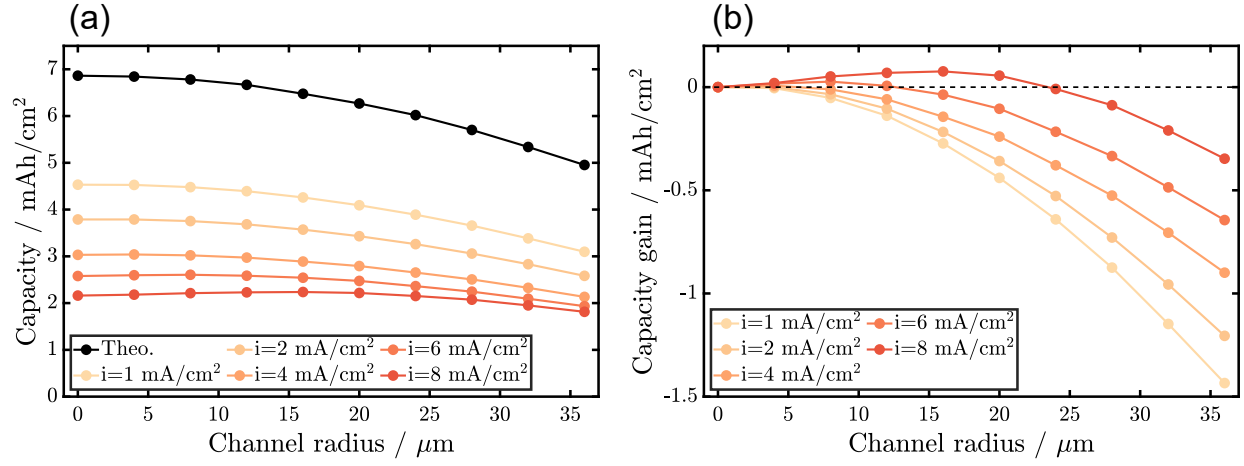 (a)
Capacity / mAh/cm²
7
6
5
4
3
2
1
0
Theo.
i=1 mA/cm²
i=2 mA/cm²
i=4 mA/cm²
i=6 mA/cm²
i=8 mA/cm²
0 5 10 15 20 25 30 35
Channel radius / μm
(b)
Capacity gain / mAh/cm²
0
-0.5
-1
-1.5
i=1 mA/cm²
i=2 mA/cm²
i=4 mA/cm²
i=6 mA/cm²
i=8 mA/cm²
0 5 10 15 20 25 30 35
Channel radius / μm